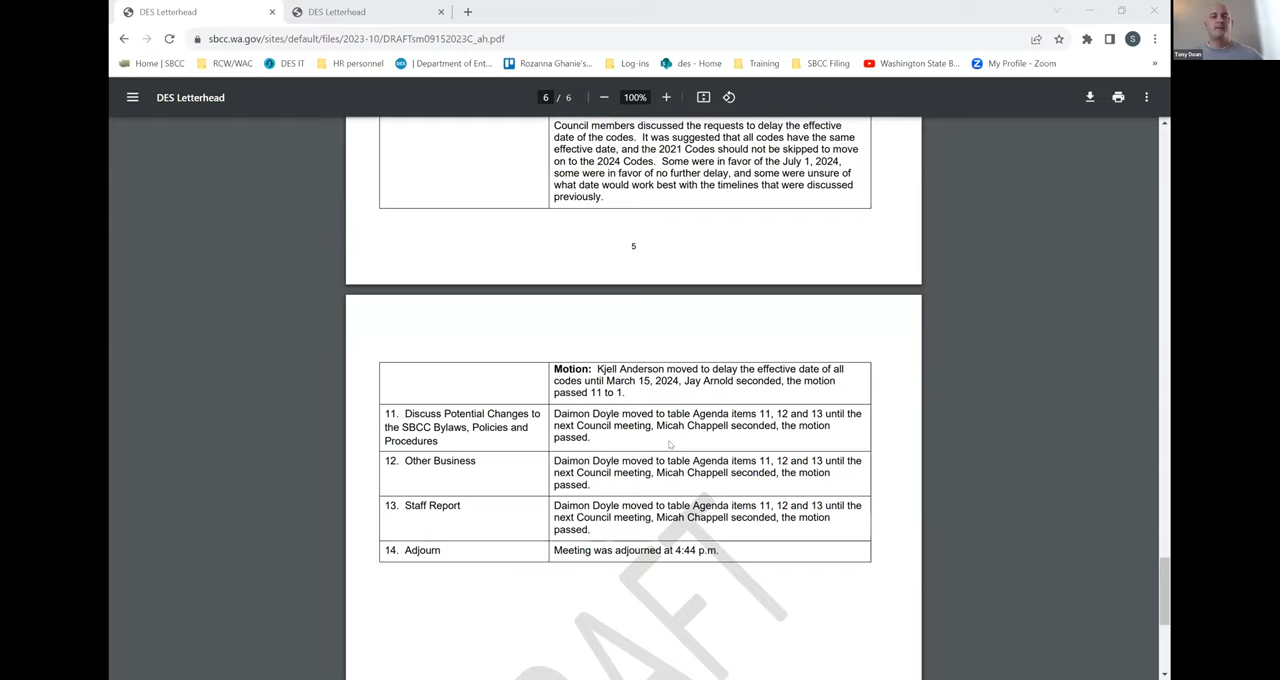 DES Letterhead
DES Letterhead
sbcc.wa.gov/sites/default/files/2023-10/DRAFTsm09152023C_ah.pdf
S
Home | SBCC
RCW/WAC
DES IT
HR personnel
| Department of Ent...
Rozanna Ghanie's...
Log-ins
des - Home
Training
SBCC Filing
Washington State B...
My Profile - Zoom
»
Tony Doan
DES Letterhead
6 / 6
100%
Council members discussed the requests to delay the effective
date of the codes. It was suggested that all codes have the same
effective date, and the 2021 Codes should not be skipped to move
on to the 2024 Codes. Some were in favor of the July 1, 2024,
some were in favor of no further delay, and some were unsure of
what date would work best with the timelines that were discussed
previously.
5
Motion: Kjell Anderson moved to delay the effective date of all
codes until March 15, 2024, Jay Arnold seconded, the motion
passed 11 to 1.
11. Discuss Potential Changes to
the SBCC Bylaws, Policies and
Procedures
Daimon Doyle moved to table Agenda items 11, 12 and 13 until the
next Council meeting, Micah Chappell seconded, the motion
passed.
12. Other Business
Daimon Doyle moved to table Agenda items 11, 12 and 13 until the
next Council meeting, Micah Chappell seconded, the motion
passed.
13. Staff Report
Daimon Doyle moved to table Agenda items 11, 12 and 13 until the
next Council meeting, Micah Chappell seconded, the motion
passed.
14. Adjourn
Meeting was adjourned at 4:44 p.m.
DRAFT